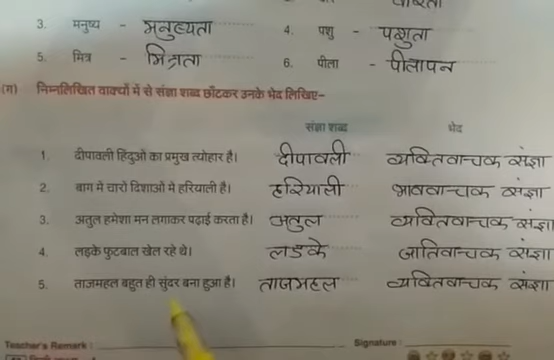 3. मनुष्य - मनुष्यता 4. पशु - पशुता
5. मित्र - मित्रता 6. पीला - पीलापन
(ग) निम्नलिखित वाक्यों में से संज्ञा शब्द छाँटकर उनके भेद लिखिए-
संज्ञा शब्द भेद
1. दीपावली हिंदुओं का प्रमुख त्योहार है। दीपावली व्यक्तिवाचक संज्ञा
2. बाग में चारों दिशाओं में हरियाली है। हरियाली भाववाचक संज्ञा
3. अतुल हमेशा मन लगाकर पढ़ाई करता है। अतुल व्यक्तिवाचक संज्ञा
4. लड़के फुटबाल खेल रहे थे। लडके जातिवाचक संज्ञा
5. ताजमहल बहुत ही सुंदर बना हुआ है। ताजमहल व्यक्तिवाचक संज्ञा
Teacher's Remark : Signature :